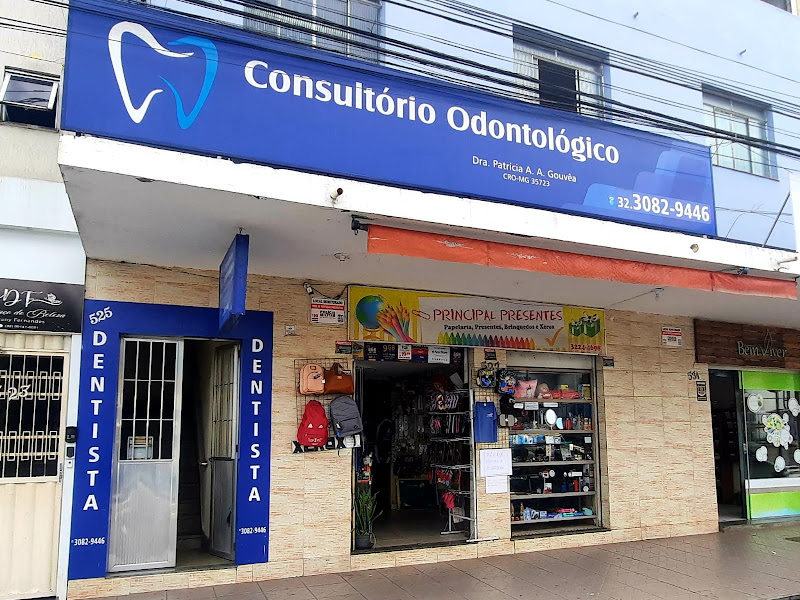 Consultório Odontológico
Dra. Patrícia A. A. Gouvêa
CRO-MG 35723
32.3082-9446
525
DENTISTA
3082-9446
DENTISTA
3082-9446
PRINCIPAL PRESENTES
Papelaria, Presentes, Brinquedos e Xerox
Bem Viver